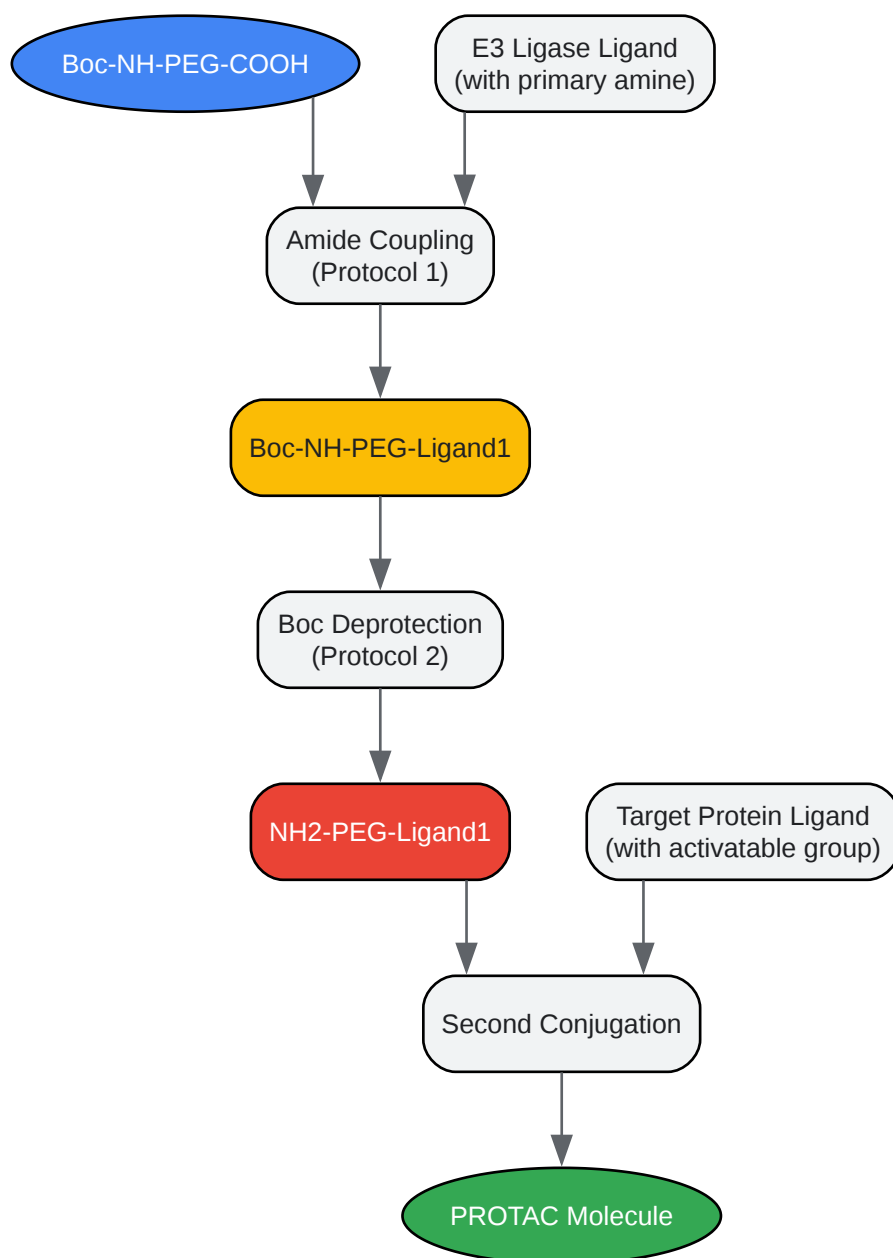 Boc-NH-PEG-COOH
E3 Ligase Ligand
(with primary amine)
Amide Coupling
(Protocol 1)
Boc-NH-PEG-Ligand1
Boc Deprotection
(Protocol 2)
NH2-PEG-Ligand1
Target Protein Ligand
(with activatable group)
Second Conjugation
PROTAC Molecule